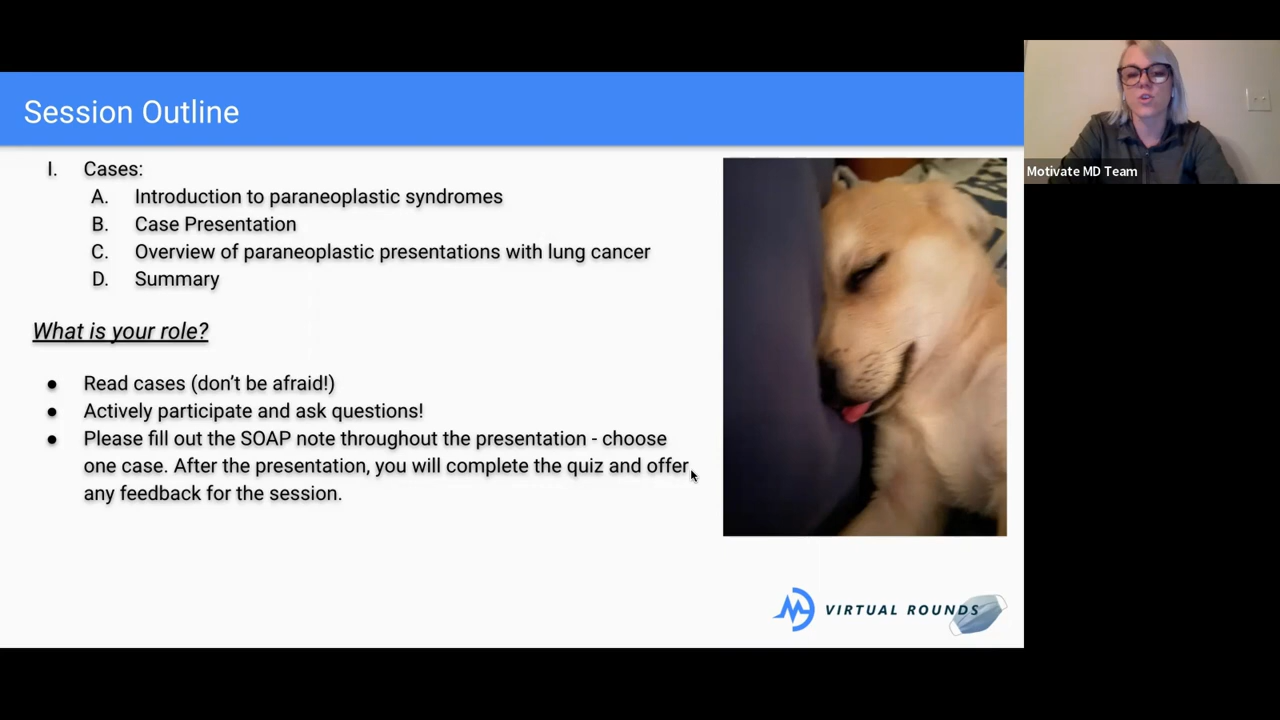 Session Outline
I. Cases:
A. Introduction to paraneoplastic syndromes
B. Case Presentation
C. Overview of paraneoplastic presentations with lung cancer
D. Summary
What is your role?
● Read cases (don't be afraid!)
● Actively participate and ask questions!
● Please fill out the SOAP note throughout the presentation - choose
one case. After the presentation, you will complete the quiz and offer
any feedback for the session.
VIRTUAL ROUNDS
Motivate MD Team